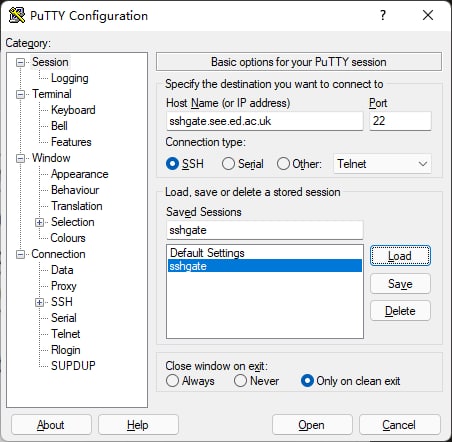 PuTTY Configuration
Category:
Session
Logging
Terminal
Keyboard
Bell
Features
Window
Appearance
Behaviour
Translation
Selection
Colours
Connection
Data
Proxy
SSH
Serial
Telnet
Rlogin
SUPDUP
Basic options for your PuTTY session
Specify the destination you want to connect to
Host Name (or IP address) Port
sshgate.see.ed.ac.uk 22
Connection type:
SSH Serial Other: Telnet
Load, save or delete a stored session
Saved Sessions
sshgate
Default Settings
sshgate
Load
Save
Delete
Close window on exit:
Always Never Only on clean exit
About Help Open Cancel